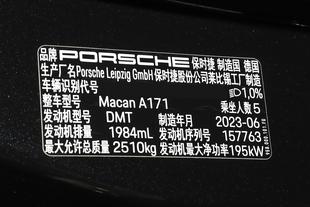 品牌 PORSCHE 保时捷 制造国 德国
生产厂名Porsche Leipzig GmbH 保时捷股份公司莱比锡工厂制造
车辆识别代号 1,0%
整车型号 Macan A171 乘坐人数 5
发动机型号 DMT 制造年月 2023-06
发动机排量 1984mL 发动机序列号 157763
最大允许总质量 2510kg 发动机最大净功率195kW